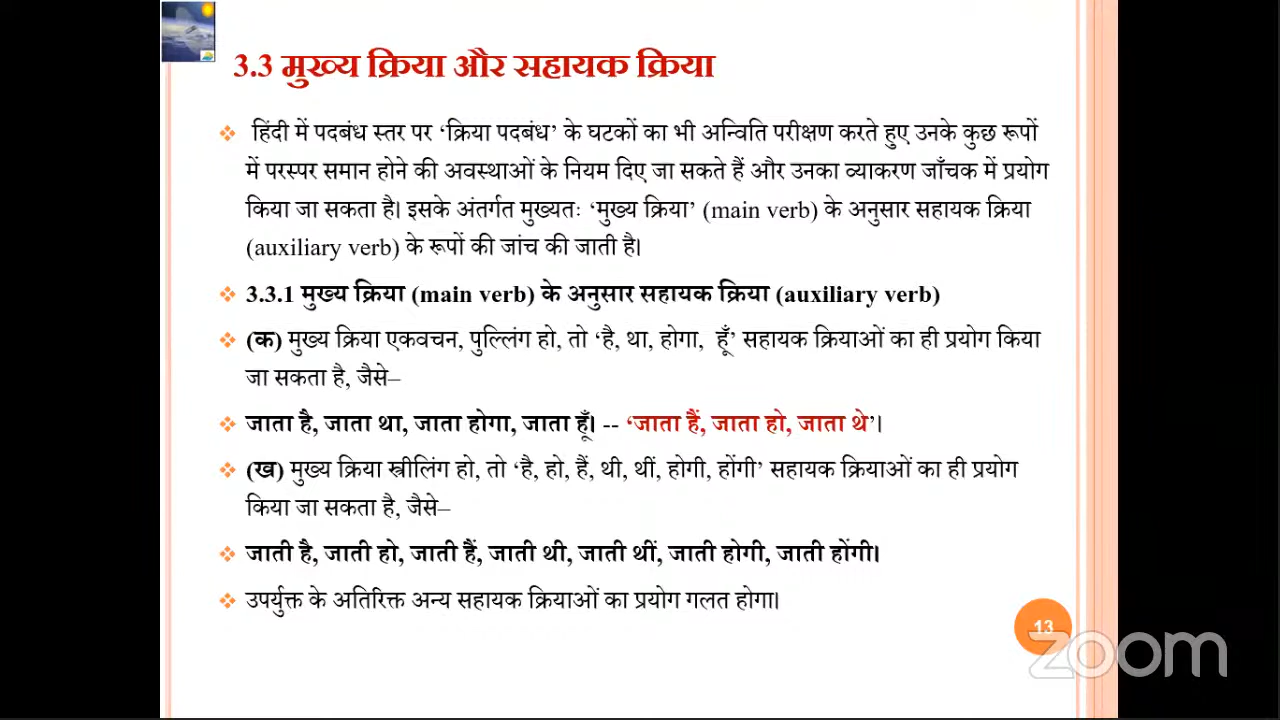 3.3 मुख्य क्रिया और सहायक क्रिया
❖ हिंदी में पदबंध स्तर पर ‘क्रिया पदबंध’ के घटकों का भी अन्विति परीक्षण करते हुए उनके कुछ रूपों
में परस्पर समान होने की अवस्थाओं के नियम दिए जा सकते हैं और उनका व्याकरण जाँचक में प्रयोग
किया जा सकता है। इसके अंतर्गत मुख्यतः ‘मुख्य क्रिया’ (main verb) के अनुसार सहायक क्रिया
(auxiliary verb) के रूपों की जांच की जाती है।
❖ 3.3.1 मुख्य क्रिया (main verb) के अनुसार सहायक क्रिया (auxiliary verb)
❖ (क) मुख्य क्रिया एकवचन, पुल्लिंग हो, तो ‘है, था, होगा, हूँ’ सहायक क्रियाओं का ही प्रयोग किया
जा सकता है, जैसे–
❖ जाता है, जाता था, जाता होगा, जाता हूँ। -- ‘जाता हैं, जाता हो, जाता थे’।
❖ (ख) मुख्य क्रिया स्त्रीलिंग हो, तो ‘है, हो, हैं, थी, थीं, होगी, होंगी’ सहायक क्रियाओं का ही प्रयोग
किया जा सकता है, जैसे–
❖ जाती है, जाती हो, जाती हैं, जाती थी, जाती थीं, जाती होगी, जाती होंगी।
❖ उपर्युक्त के अतिरिक्त अन्य सहायक क्रियाओं का प्रयोग गलत होगा।
13
zoom